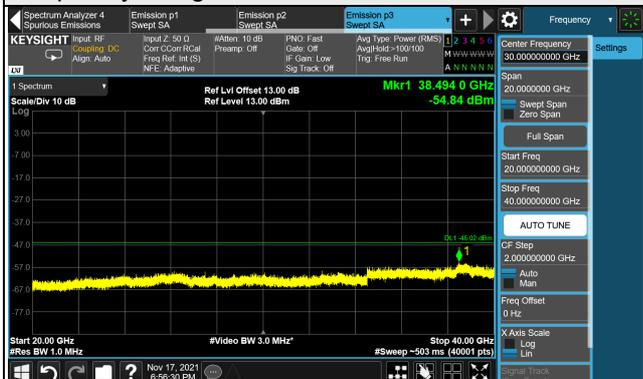 Spectrum Analyzer 4
Spurious Emissions
Emission p1
Swept SA
Emission p2
Swept SA
Emission p3
Swept SA
Frequency
KEYSIGHT
Input: RF
Coupling: DC
Align: Auto
Input Z: 50 Ω
Corr CCorr RCal
Freq Ref: Int (S)
NFE: Adaptive
#Atten: 10 dB
Preamp: Off
PNO: Fast
Gate: Off
IF Gain: Low
Sig Track: Off
Avg Type: Power (RMS)
Avg|Hold:>100/100
Trig: Free Run
1 2 3 4 5 6
M W W W W W
A N N N N N
LXI
1 Spectrum
Scale/Div 10 dB
Log
Ref Lvl Offset 13.00 dB
Ref Level 13.00 dBm
Mkr1 38.494 0 GHz
-54.84 dBm
3.00
-7.00
-17.0
-27.0
-37.0
-47.0
-57.0
-67.0
-77.0
DL1 -46.02 dBm
1
Start 20.00 GHz
#Res BW 1.0 MHz
#Video BW 3.0 MHz*
Stop 40.00 GHz
#Sweep ~503 ms (40001 pts)
Center Frequency
30.000000000 GHz
Settings
Span
20.0000000 GHz
Swept Span
Zero Span
Full Span
Start Freq
20.000000000 GHz
Stop Freq
40.000000000 GHz
AUTO TUNE
CF Step
2.000000000 GHz
Auto
Man
Freq Offset
0 Hz
X Axis Scale
Log
Lin
Signal Track
Nov 17, 2021
6:56:30 PM